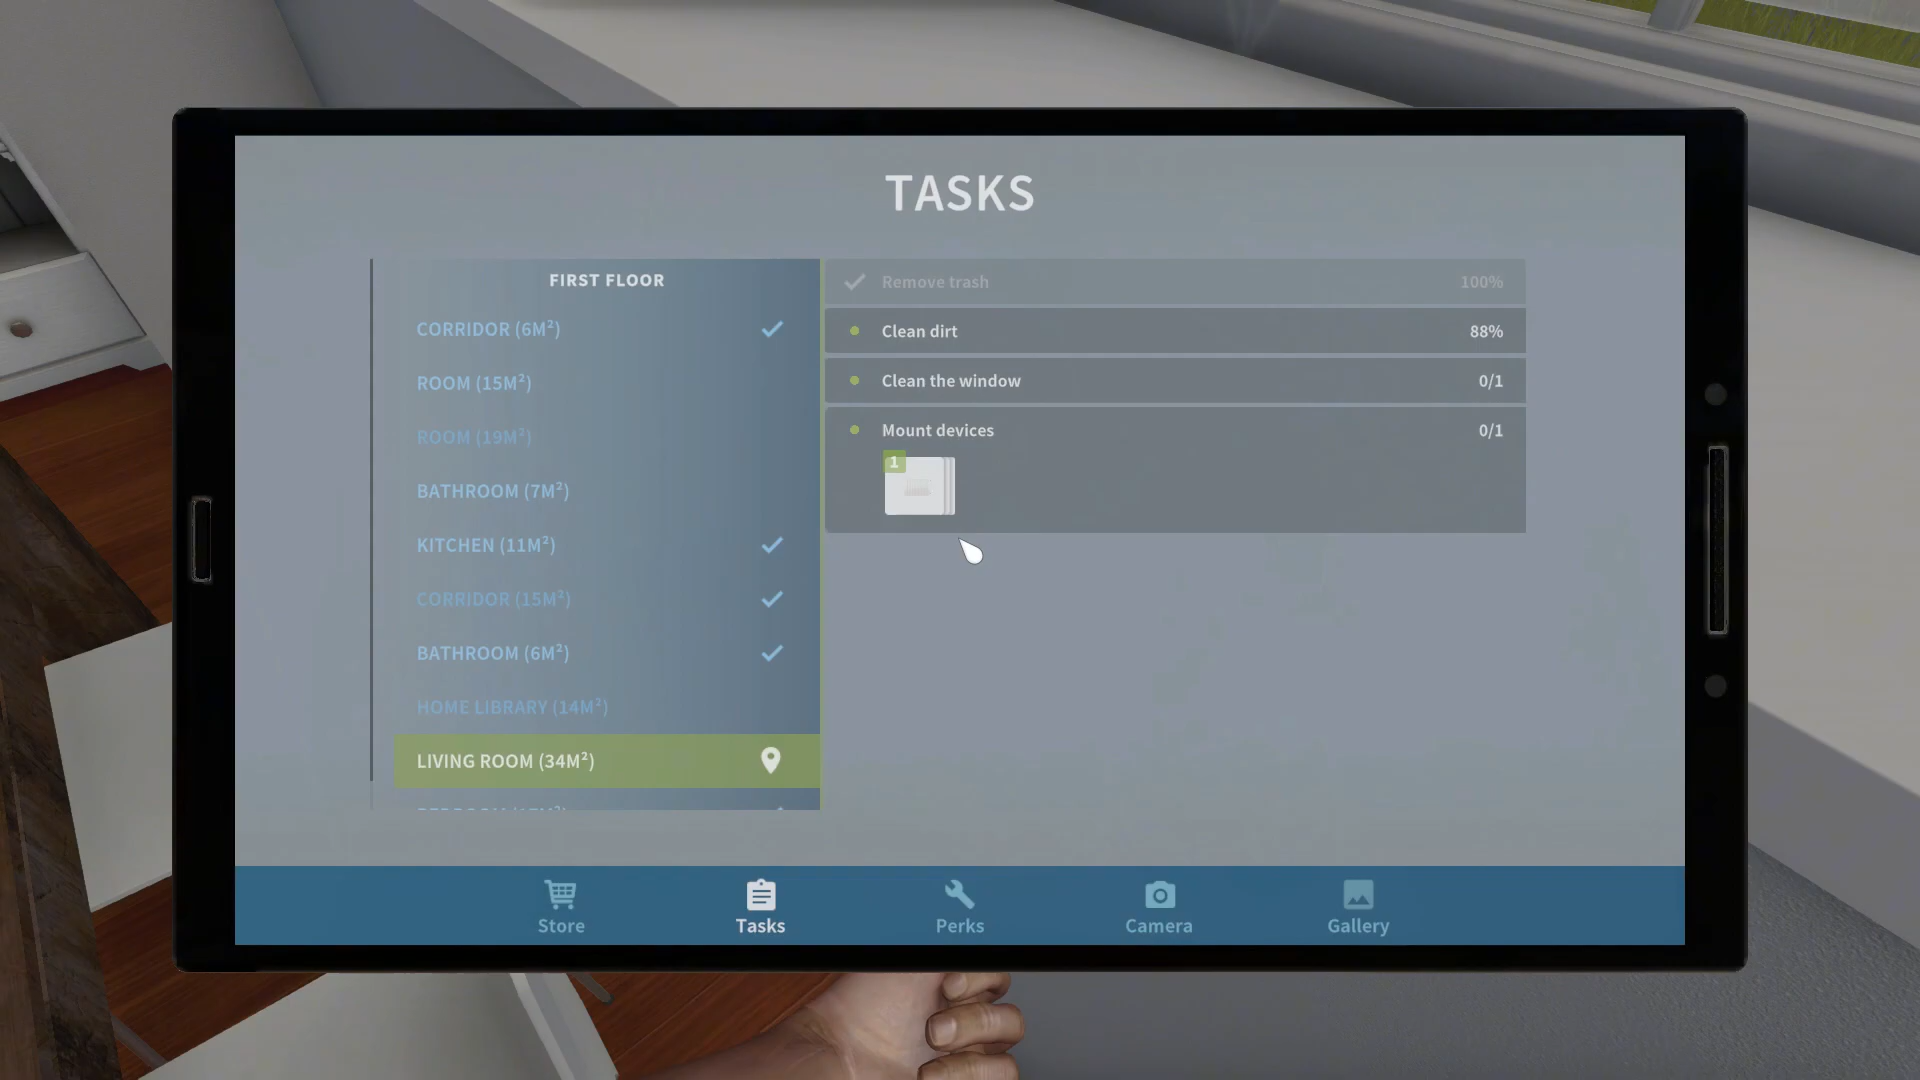 TASKS
FIRST FLOOR
CORRIDOR (6M²)
ROOM (15M²)
ROOM (19M²)
BATHROOM (7M²)
KITCHEN (11M²)
CORRIDOR (15M²)
BATHROOM (6M²)
HOME LIBRARY (14M²)
LIVING ROOM (34M²)
Remove trash 100%
Clean dirt 88%
Clean the window 0/1
Mount devices 0/1
1
Store
Tasks
Perks
Camera
Gallery